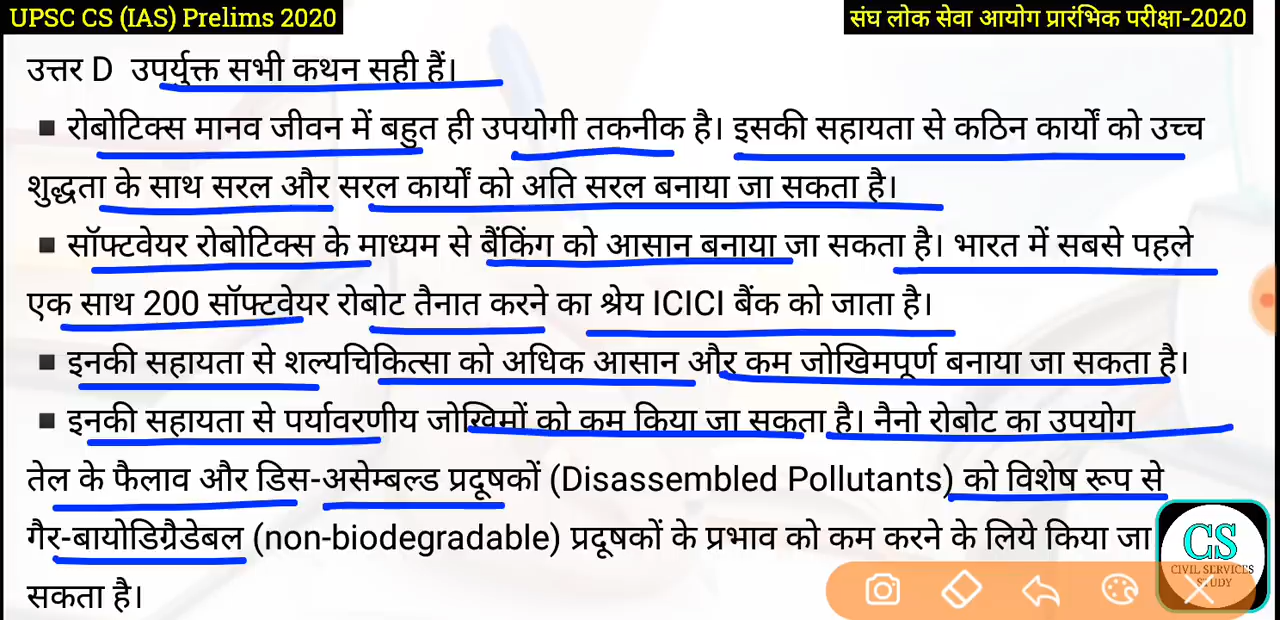 UPSC CS (IAS) Prelims 2020
संघ लोक सेवा आयोग प्रारंभिक परीक्षा-2020
उत्तर D उपर्युक्त सभी कथन सही हैं।
▪ रोबोटिक्स मानव जीवन में बहुत ही उपयोगी तकनीक है। इसकी सहायता से कठिन कार्यों को उच्च
शुद्धता के साथ सरल और सरल कार्यों को अति सरल बनाया जा सकता है।
▪ सॉफ्टवेयर रोबोटिक्स के माध्यम से बैंकिंग को आसान बनाया जा सकता है। भारत में सबसे पहले
एक साथ 200 सॉफ्टवेयर रोबोट तैनात करने का श्रेय ICICI बैंक को जाता है।
▪ इनकी सहायता से शल्यचिकित्सा को अधिक आसान और कम जोखिमपूर्ण बनाया जा सकता है।
▪ इनकी सहायता से पर्यावरणीय जोखिमों को कम किया जा सकता है। नैनो रोबोट का उपयोग
तेल के फैलाव और डिस-असेम्बल्ड प्रदूषकों (Disassembled Pollutants) को विशेष रूप से
गैर-बायोडिग्रैडेबल (non-biodegradable) प्रदूषकों के प्रभाव को कम करने के लिये किया जा
सकता है।
CS
CIVIL SERVICES
STUDY